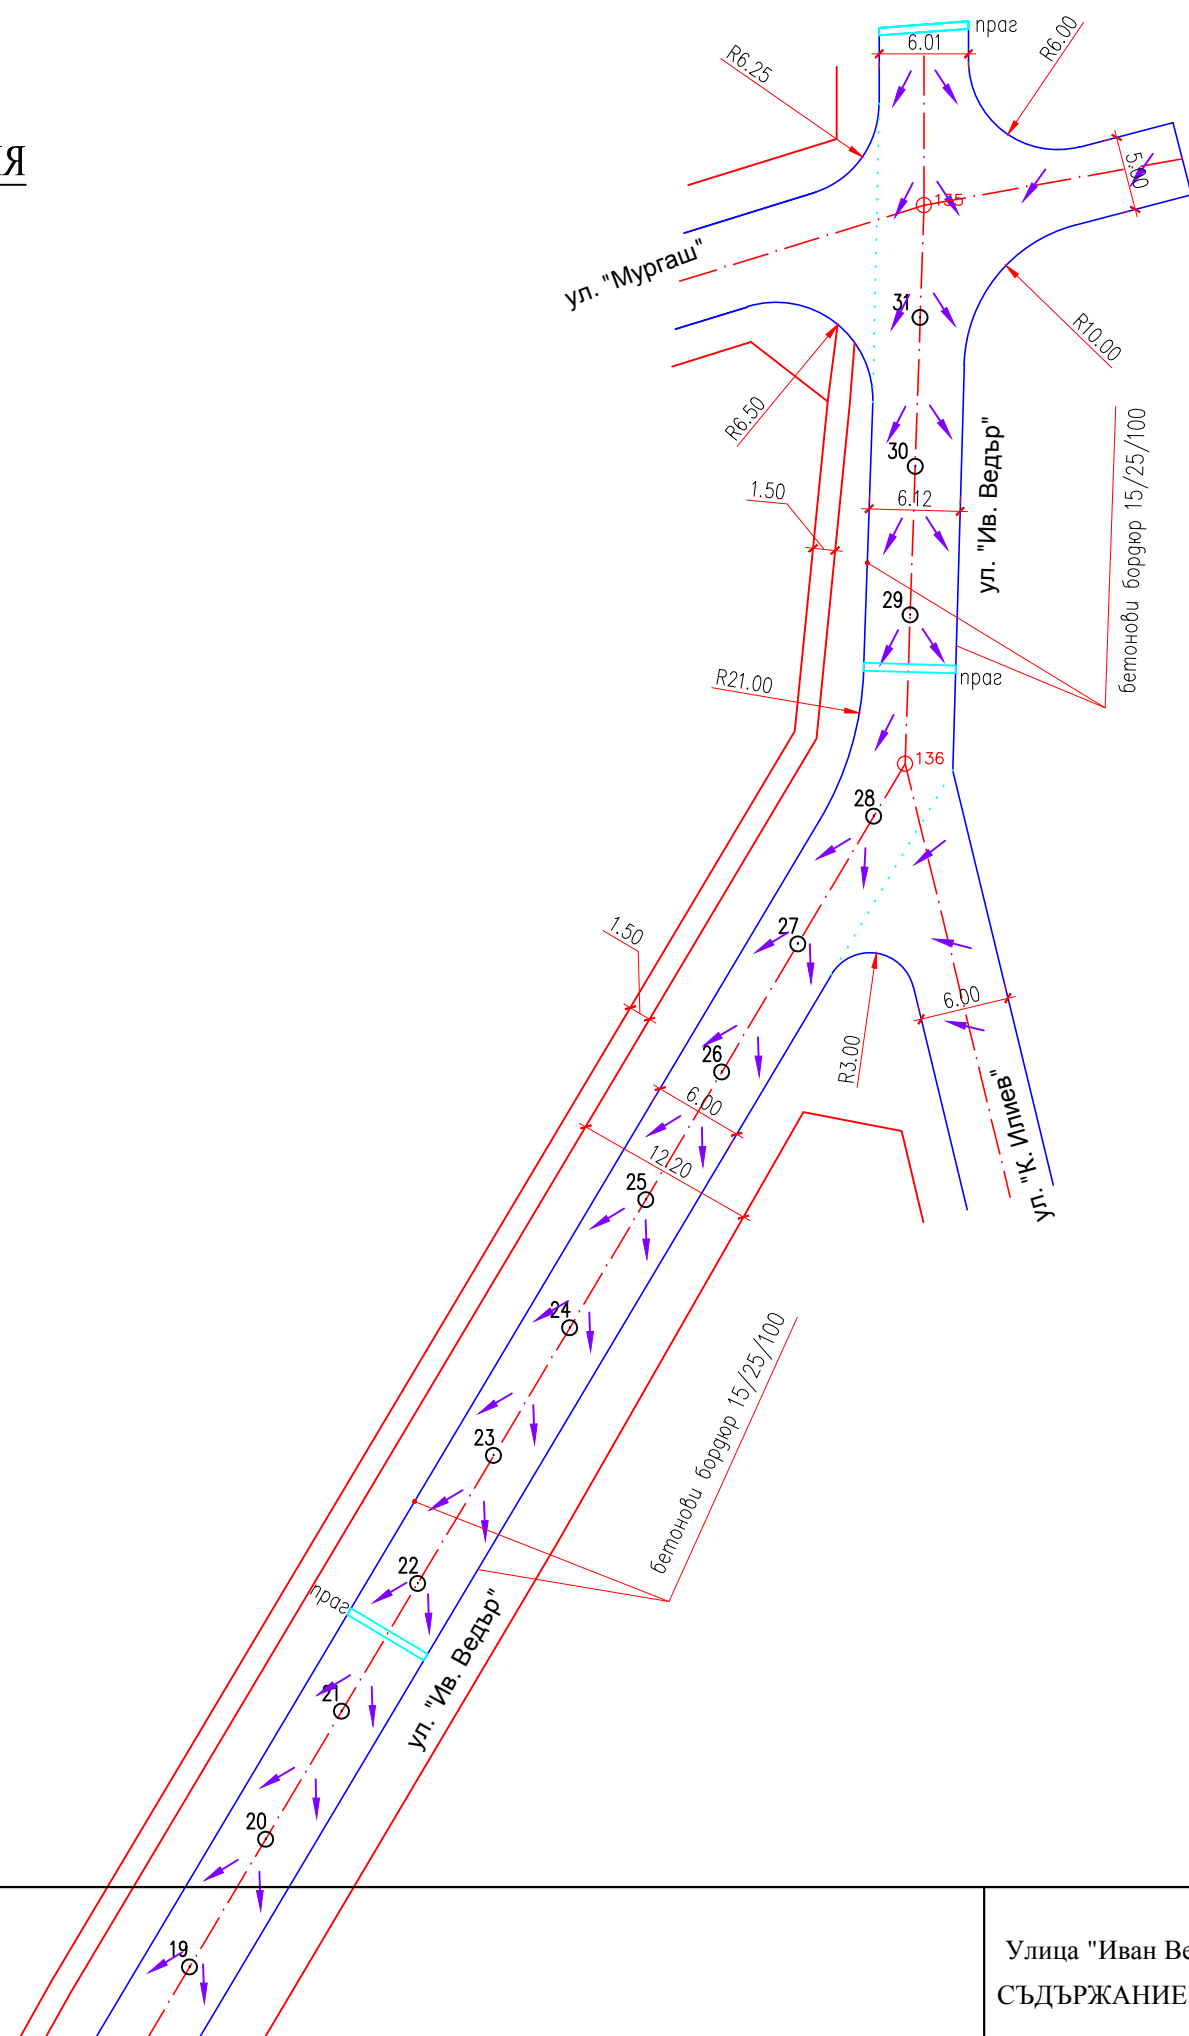 праг
6.01
R6.00
R6.25
Я
5.00
135
ул. "Мургаш"
31
R10.00
R6.50
30
ул. "Ив. Ведър"
бетонови бордюр 15/25/100
1.50
6.12
29
праг
R21.00
136
28
27
1.50
6.00
26
R3.00
6.00
ул. "К. Илиев"
12.20
25
24
бетонови бордюр 15/25/100
23
22
праг
ул. "Ив. Ведър"
21
20
19
Улица "Иван Ве
СЪДЪРЖАНИЕ